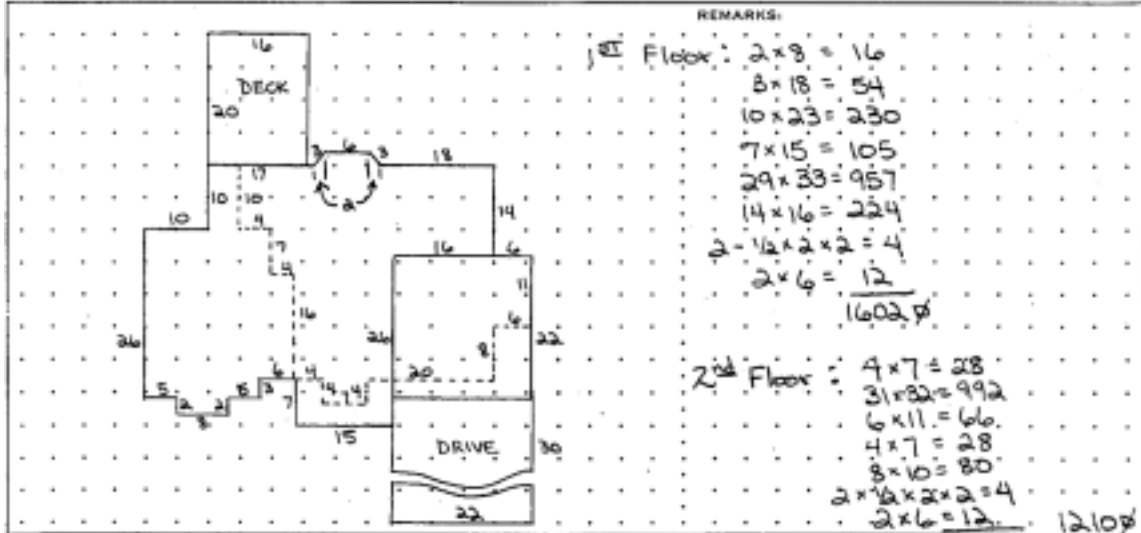 REMARKS:
16
DECK
20
17
3
6
3
18
2
10
10
10
4
7
4
14
16
6
11
6
26
16
26
8
22
5
2
8
2
8
3
6
4
7
4
7
4
20
15
DRIVE
30
22
1ST Floor: 2 x 8 = 16
3 x 18 = 54
10 x 23 = 230
7 x 15 = 105
29 x 33 = 957
14 x 16 = 224
2 - 1/2 x 2 x 2 = 4
2 x 6 = 12
1602
2nd Floor: 4 x 7 = 28
31 x 32 = 992
6 x 11 = 66
4 x 7 = 28
8 x 10 = 80
2 x 1/2 x 2 x 2 = 4
2 x 6 = 12
1210